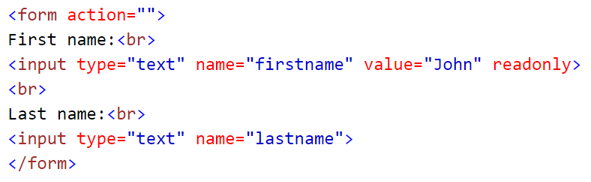 <form action="">
First name:<br>
<input type="text" name="firstname" value="John" readonly>
<br>
Last name:<br>
<input type="text" name="lastname">
</form>